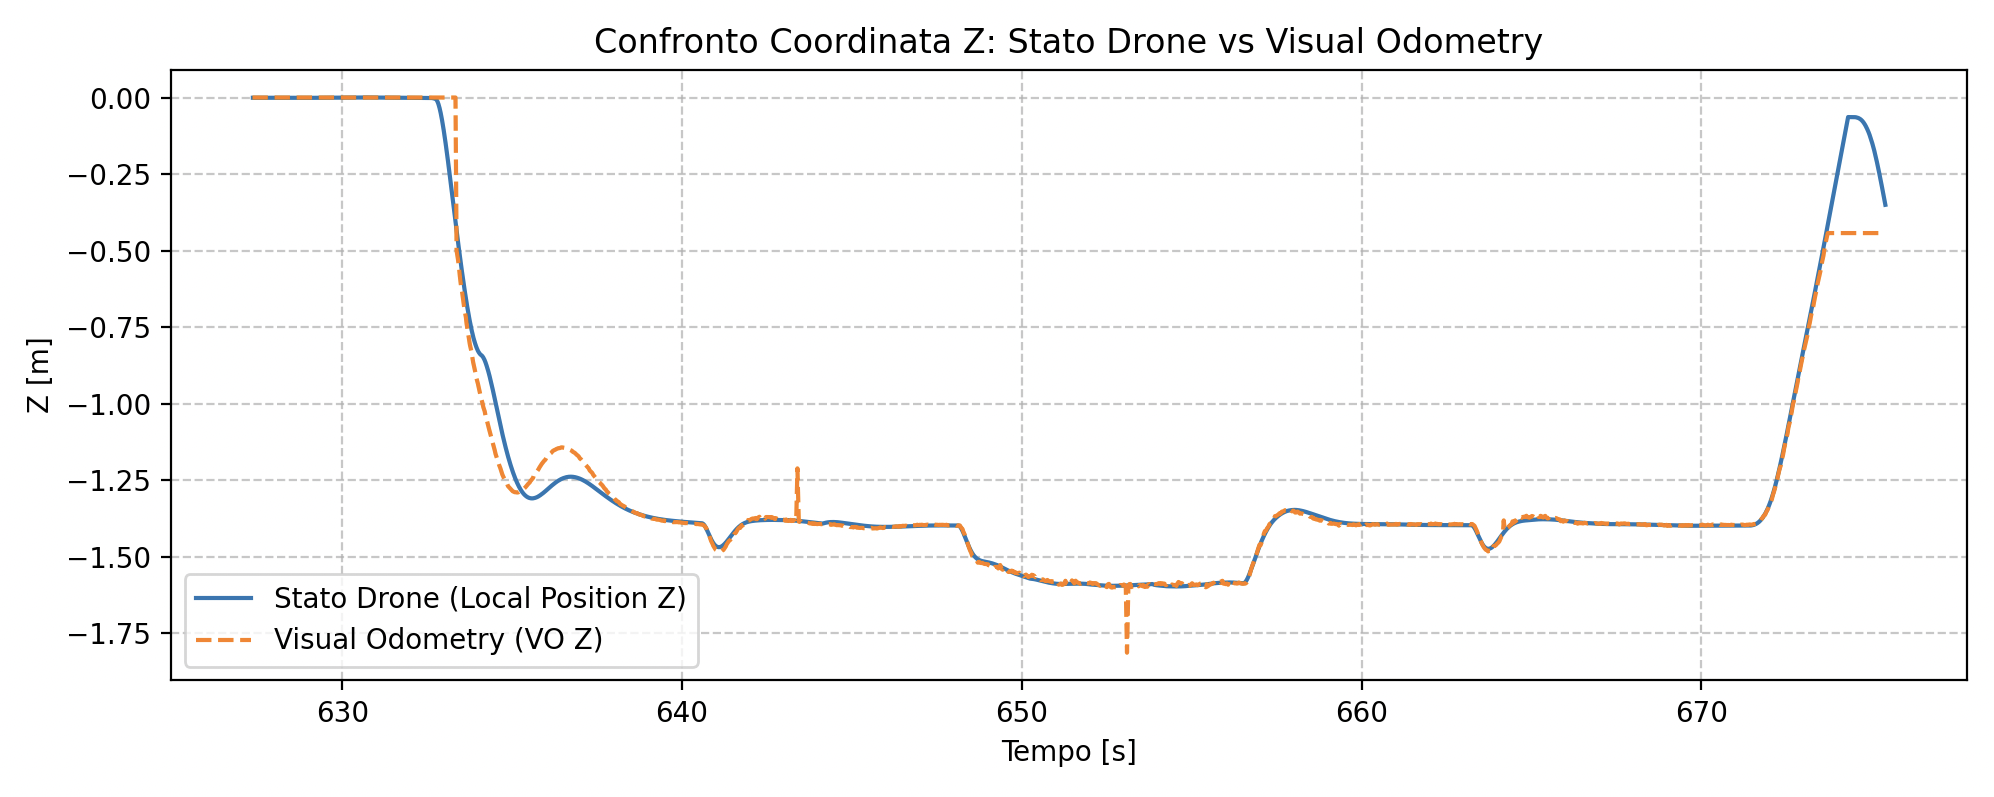 Confronto Coordinata Z: Stato Drone vs Visual Odometry
Z [m]
0.00
−0.25
−0.50
−0.75
−1.00
−1.25
−1.50
−1.75
Stato Drone (Local Position Z)
Visual Odometry (VO Z)
630 640 650 660 670
Tempo [s]